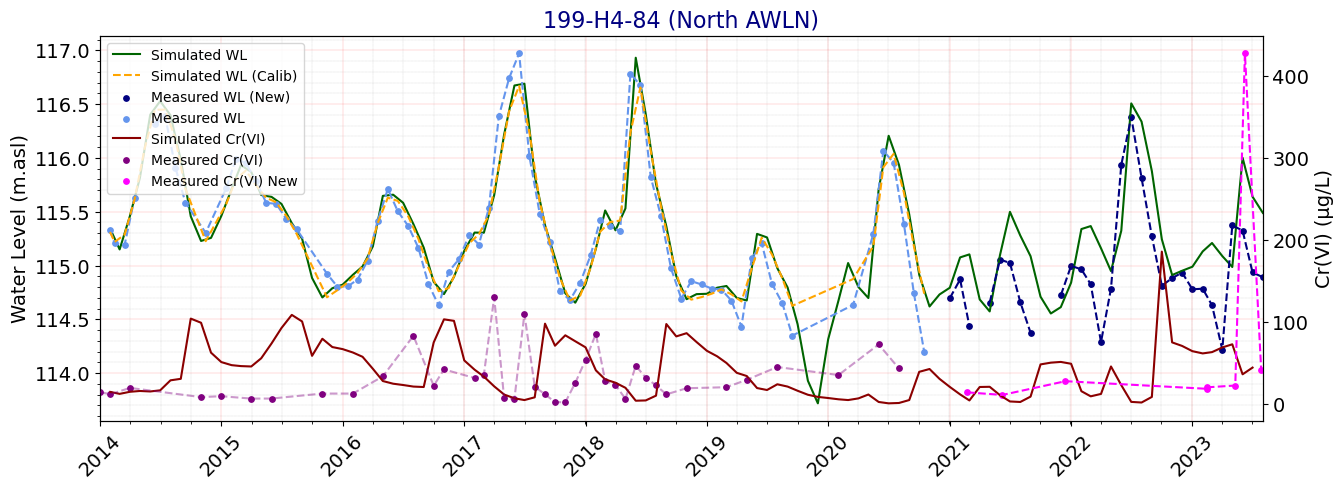 199-H4-84 (North AWLN)
Water Level (m.asl)
117.0
116.5
116.0
115.5
115.0
114.5
114.0
Simulated WL
Simulated WL (Calib)
Measured WL (New)
Measured WL
Simulated Cr(VI)
Measured Cr(VI)
Measured Cr(VI) New
400
300
200
100
0
Cr(VI) (μg/L)
2014
2015
2016
2017
2018
2019
2020
2021
2022
2023